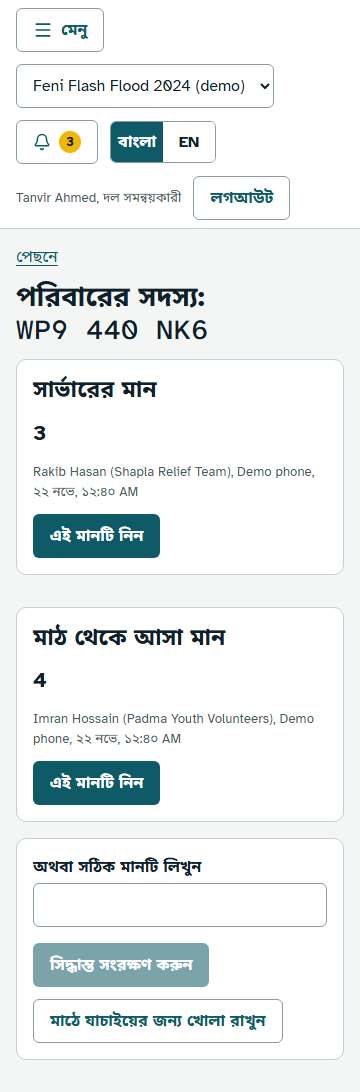 মেনু
Feni Flash Flood 2024 (demo)
3
বাংলা EN
Tanvir Ahmed, দল সমন্বয়কারী লগআউট
পেছনে
পরিবারের সদস্য:
WP9 440 NK6
সার্ভারের মান
3
Rakib Hasan (Shapla Relief Team), Demo phone,
২২ নভে, ১২:৪০ AM
এই মানটি নিন
মাঠ থেকে আসা মান
4
Imran Hossain (Padma Youth Volunteers), Demo
phone, ২২ নভে, ১২:৪০ AM
এই মানটি নিন
অথবা সঠিক মানটি লিখুন
সিদ্ধান্ত সংরক্ষণ করুন
মাঠে যাচাইয়ের জন্য খোলা রাখুন